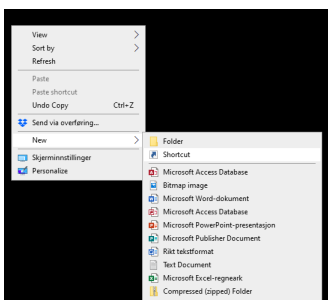 View
Sort by
Refresh
Paste
Paste shortcut
Undo Copy Ctrl+Z
Send via overføring...
New
Skjerminnstillinger
Personalize
Folder
Shortcut
Microsoft Access Database
Bitmap image
Microsoft Word-dokument
Microsoft Access Database
Microsoft PowerPoint-presentasjon
Microsoft Publisher Document
Rikt tekstformat
Text Document
Microsoft Excel-regneark
Compressed (zipped) Folder